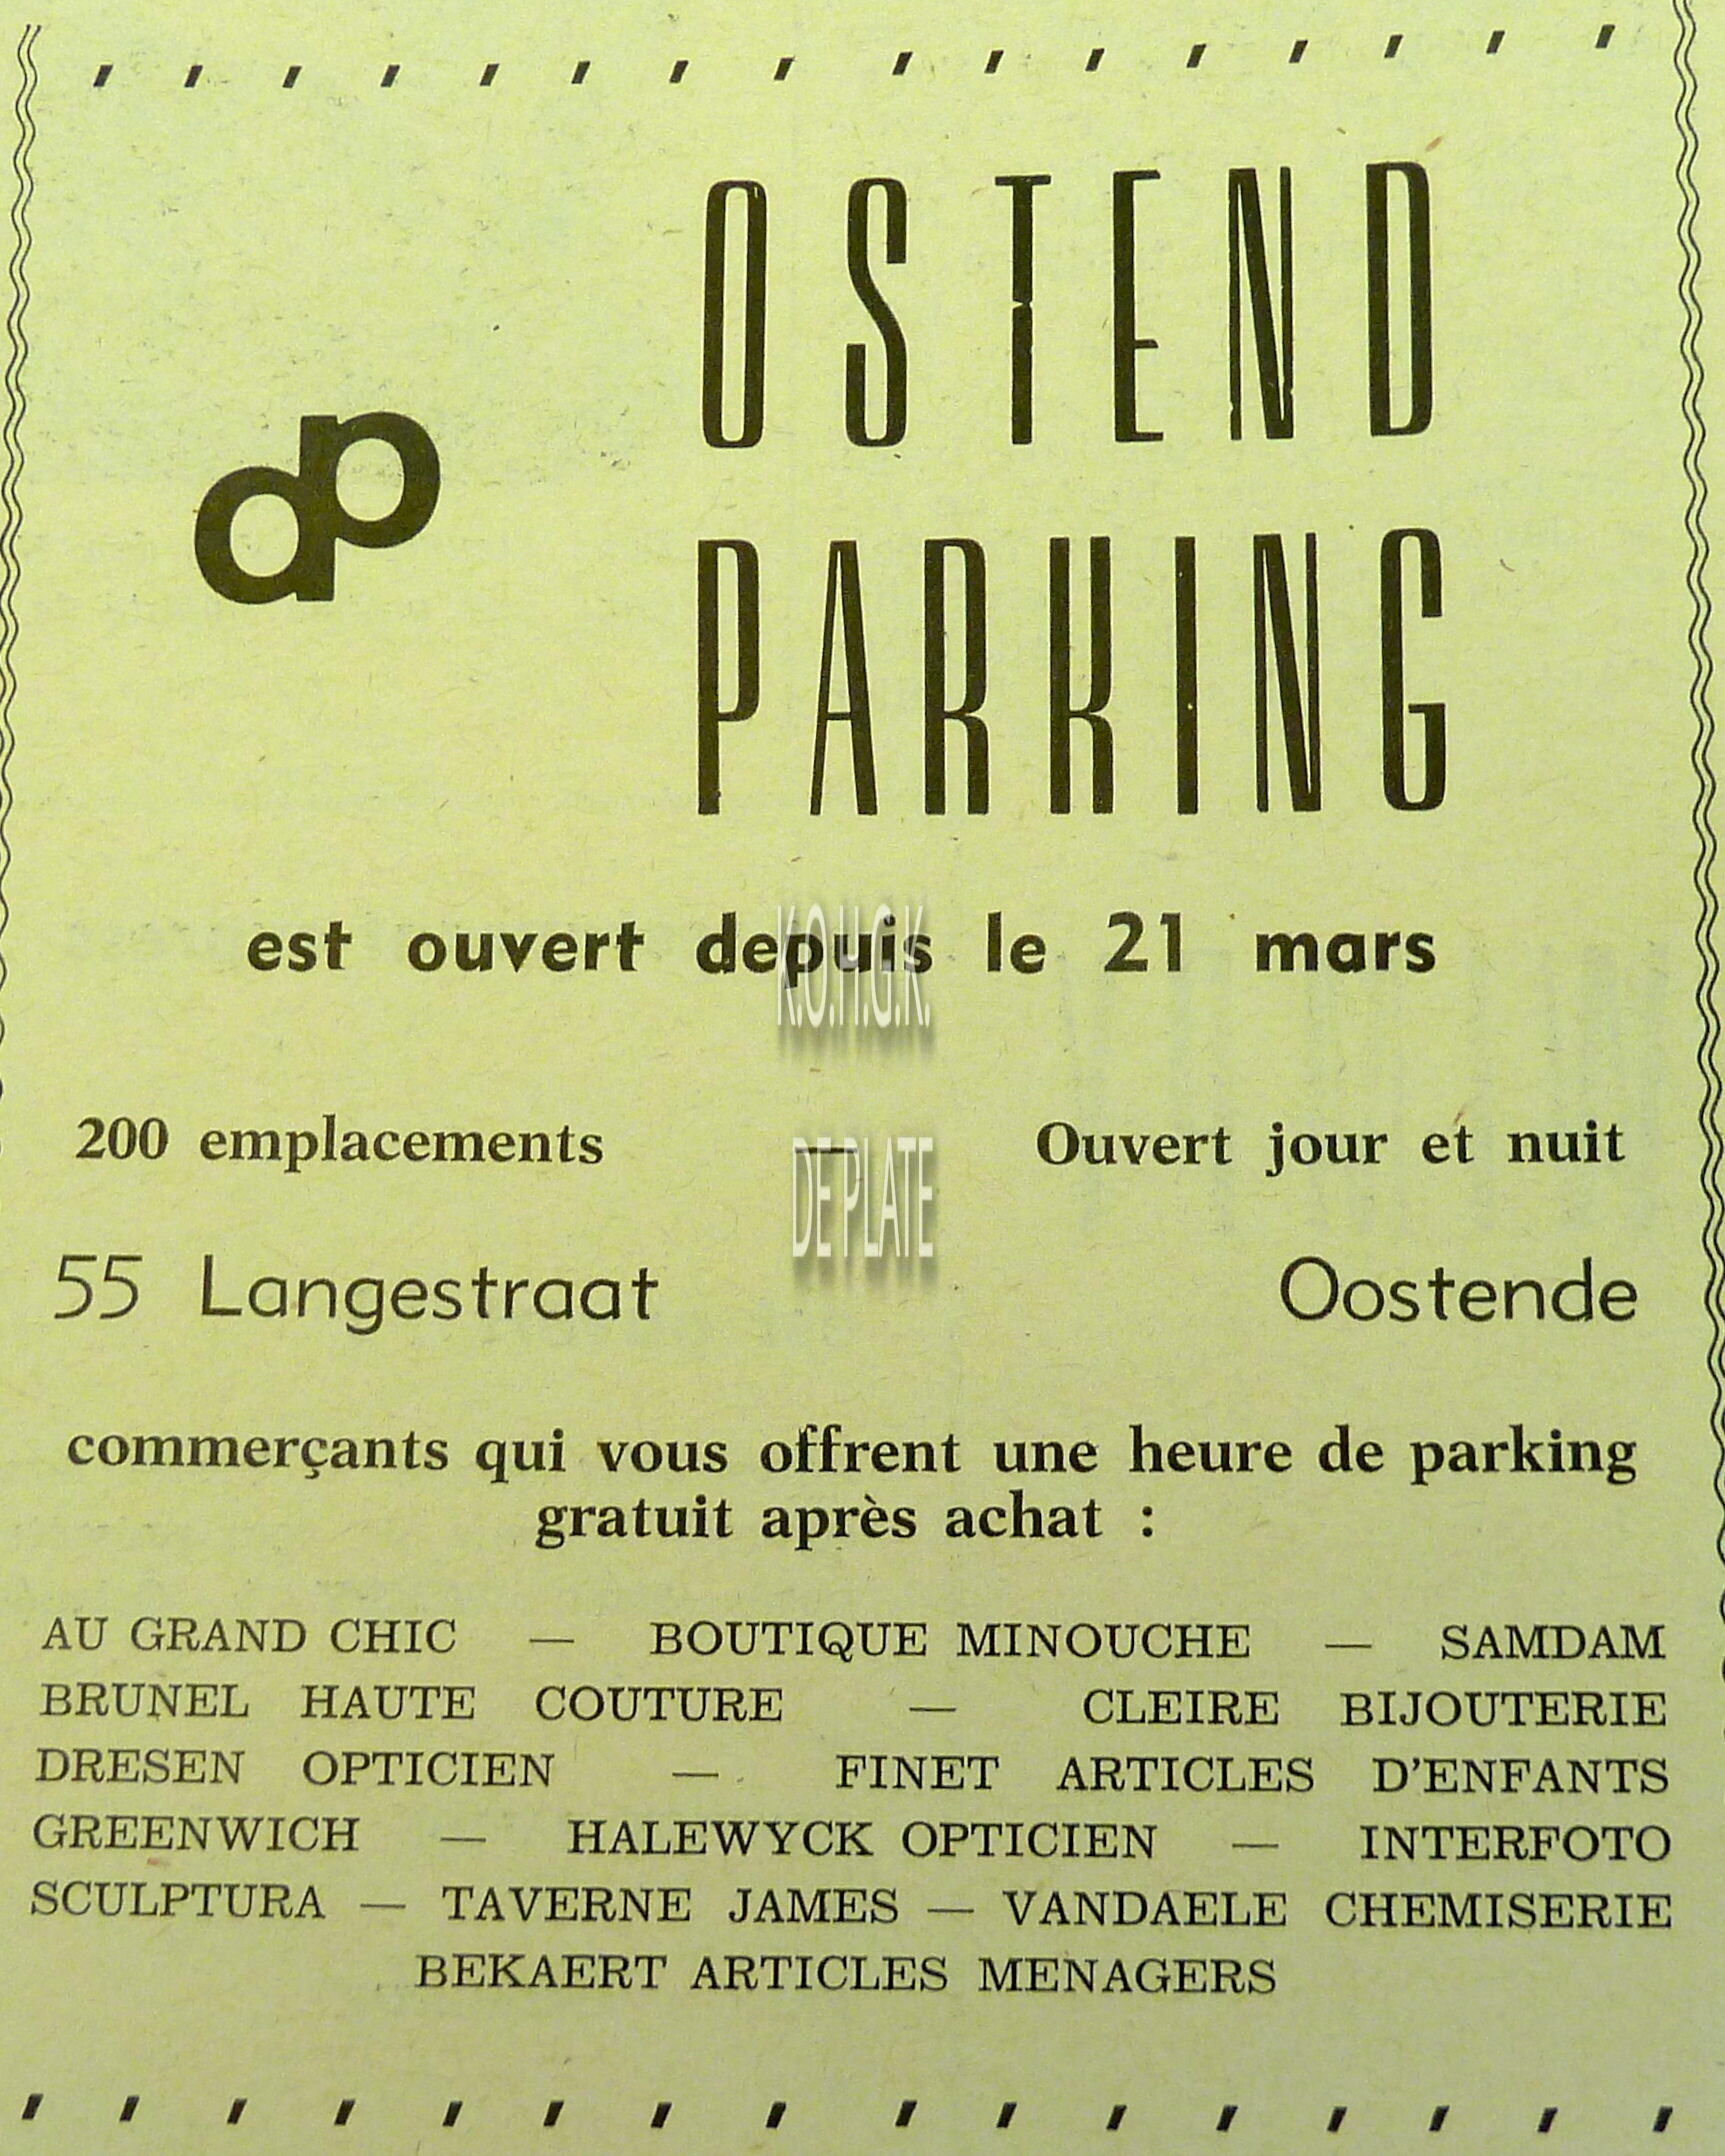 OSTEND
op
PARKING
est ouvert depuis le 21 mars
K.O.H.G.K.
200 emplacements — Ouvert jour et nuit
DE PLATE
55 Langestraat Oostende
commerçants qui vous offrent une heure de parking
gratuit après achat :
AU GRAND CHIC — BOUTIQUE MINOUCHE — SAMDAM
BRUNEL HAUTE COUTURE — CLEIRE BIJOUTERIE
DRESEN OPTICIEN — FINET ARTICLES D'ENFANTS
GREENWICH — HALEWYCK OPTICIEN — INTERFOTO
SCULPTURA — TAVERNE JAMES — VANDAELE CHEMISERIE
BEKAERT ARTICLES MENAGERS